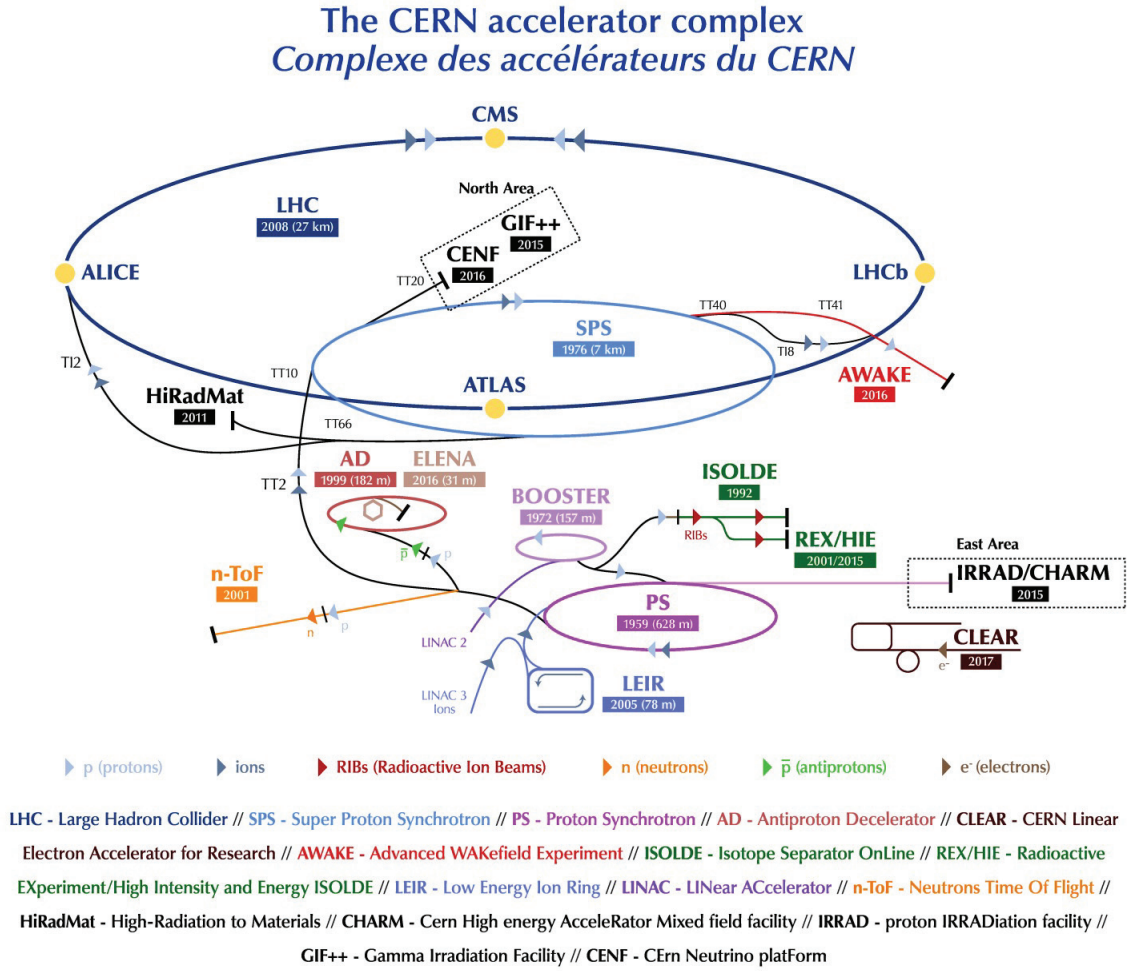 The CERN accelerator complex
Complexe des accélérateurs du CERN
CMS
North Area
LHC
2008 (27 km)
GIF++
2015
CENF
2016
ALICE
LHCb
TT20
TT40
TT41
SPS
1976 (7 km)
TI8
TI2
TT10
AWAKE
2016
ATLAS
HiRadMat
2011
TT66
AD
1999 (182 m)
ELENA
2016 (31 m)
TT2
ISOLDE
1992
BOOSTER
1972 (157 m)
RIBs
REX/HIE
2001/2015
East Area
p̅
p
n-ToF
2001
IRRAD/CHARM
2015
PS
1959 (628 m)
n
p
LINAC 2
CLEAR
2017
e-
LEIR
2005 (78 m)
LINAC 3
Ions
p (protons)
ions
RIBs (Radioactive Ion Beams)
n (neutrons)
p̅ (antiprotons)
e- (electrons)
LHC - Large Hadron Collider // SPS - Super Proton Synchrotron // PS - Proton Synchrotron // AD - Antiproton Decelerator // CLEAR - CERN Linear
Electron Accelerator for Research // AWAKE - Advanced WAKefield Experiment // ISOLDE - Isotope Separator OnLine // REX/HIE - Radioactive
EXperiment/High Intensity and Energy ISOLDE // LEIR - Low Energy Ion Ring // LINAC - LINear ACcelerator // n-ToF - Neutrons Time Of Flight //
HiRadMat - High-Radiation to Materials // CHARM - Cern High energy AcceleRator Mixed field facility // IRRAD - proton IRRADiation facility //
GIF++ - Gamma Irradiation Facility // CENF - CErn Neutrino platForm